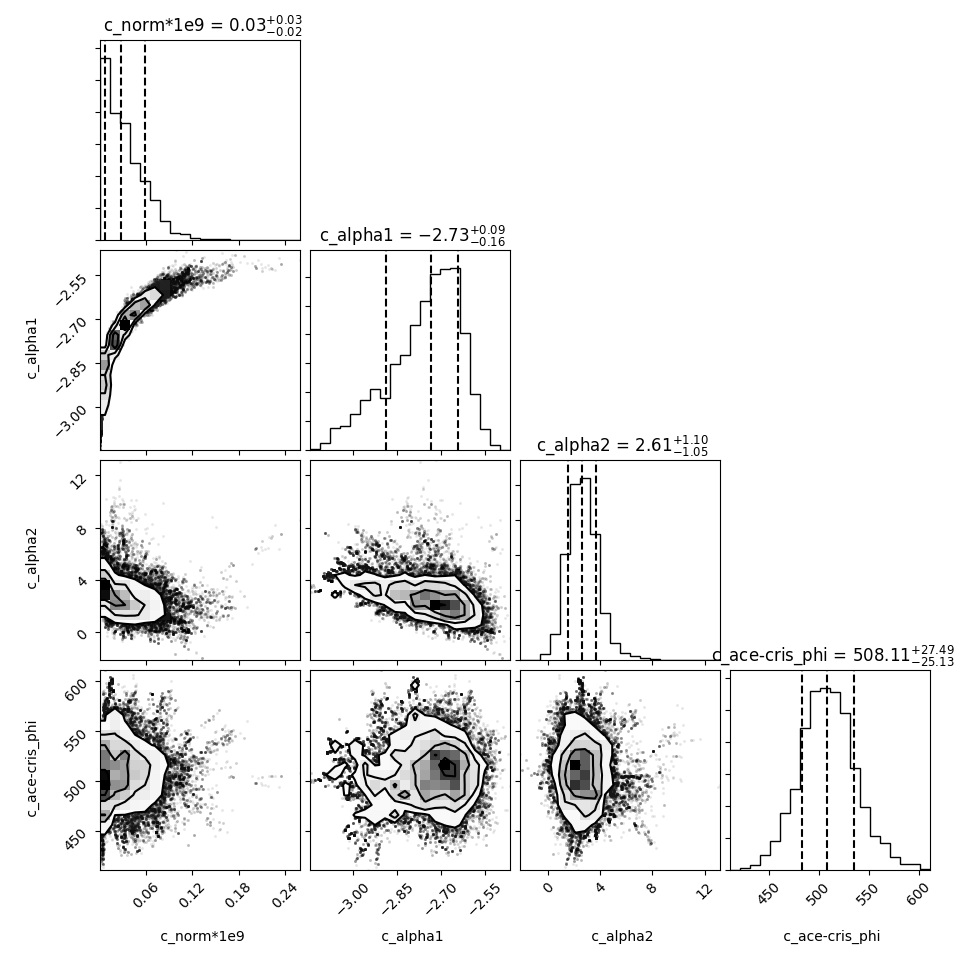 c_norm*1e9 = 0.03+0.03−0.02
c_alpha1 = −2.73+0.09−0.16
−2.55
−2.70
−2.85
−3.00
c_alpha1
c_alpha2 = 2.61+1.10−1.05
12
8
4
0
c_alpha2
c_ace-cris_phi = 508.11+27.49−25.13
600
550
500
450
c_ace-cris_phi
0.06 0.12 0.18 0.24
−3.00 −2.85 −2.70 −2.55
0 4 8 12
450 500 550 600
c_norm*1e9 c_alpha1 c_alpha2 c_ace-cris_phi